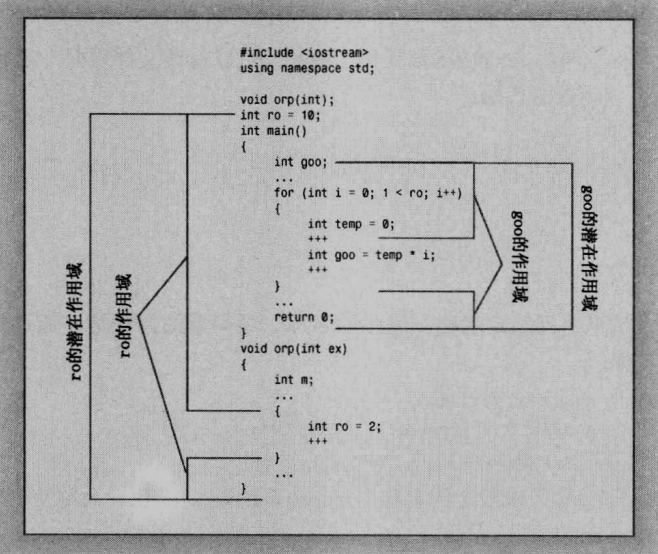 #include <iostream>
using namespace std;
void orp(int);
int ro = 10;
int main()
{
int goo;
...
for (int i = 0; 1 < ro; i++)
{
int temp = 0;
+++
int goo = temp * i;
+++
}
...
return 0;
}
void orp(int ex)
{
int m;
...
{
int ro = 2;
+++
}
...
}
ro的潜在作用域
ro的作用域
goo的作用域
goo的潜在作用域